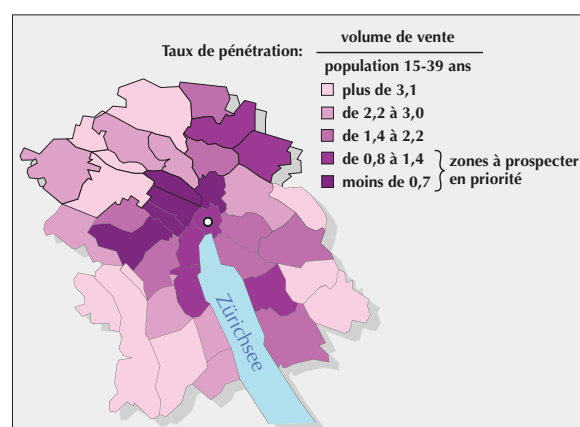 volume de vente
Taux de pénétration:
population 15-39 ans
plus de 3,1
de 2,2 à 3,0
de 1,4 à 2,2
de 0,8 à 1,4
moins de 0,7
zones à prospecter
en priorité
Zürichsee